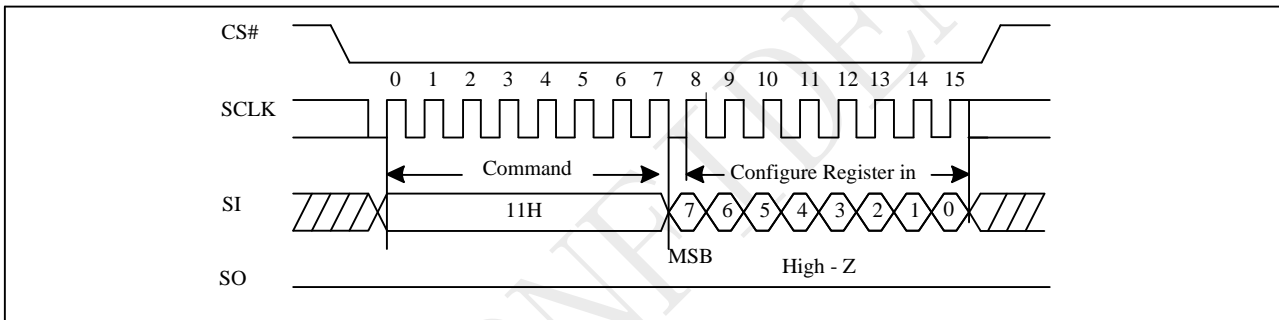 CS#
0 1 2 3 4 5 6 7 8 9 10 11 12 13 14 15
SCLK
Command Configure Register in
SI 11H 7 6 5 4 3 2 1 0
MSB High - Z
SO